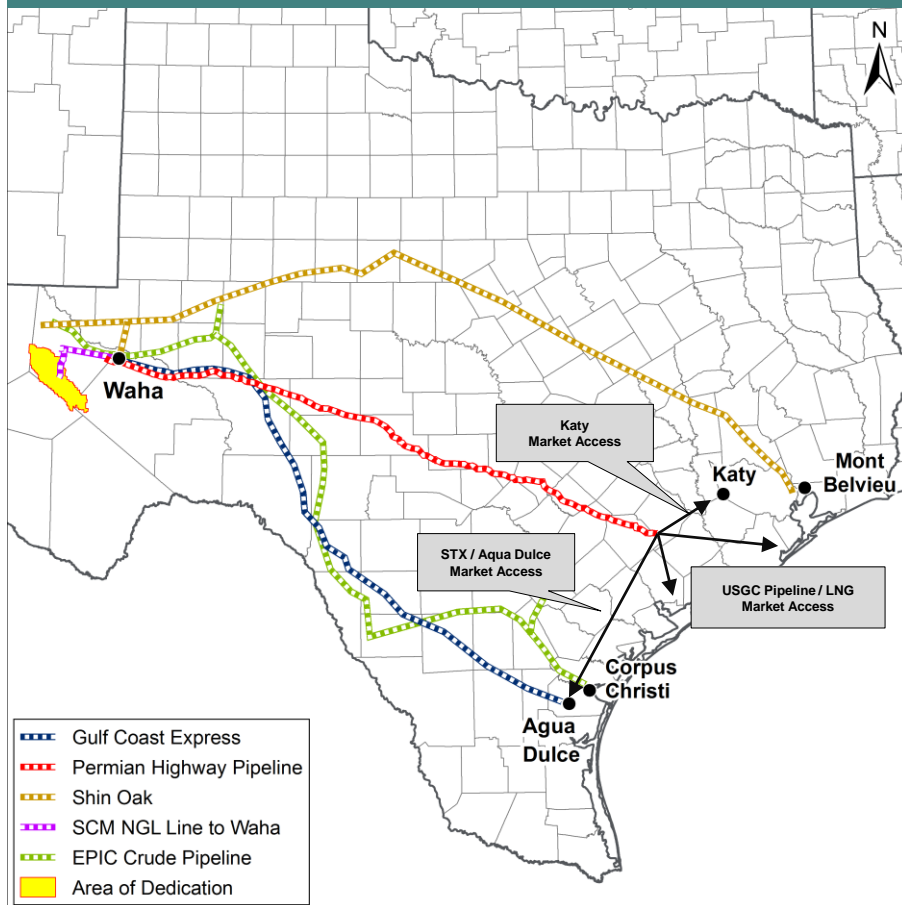 N
Waha
Katy
Market Access
Katy
Mont
Belvieu
STX / Aqua Dulce
Market Access
USGC Pipeline / LNG
Market Access
Corpus
Christi
Agua
Dulce
Gulf Coast Express
Permian Highway Pipeline
Shin Oak
SCM NGL Line to Waha
EPIC Crude Pipeline
Area of Dedication